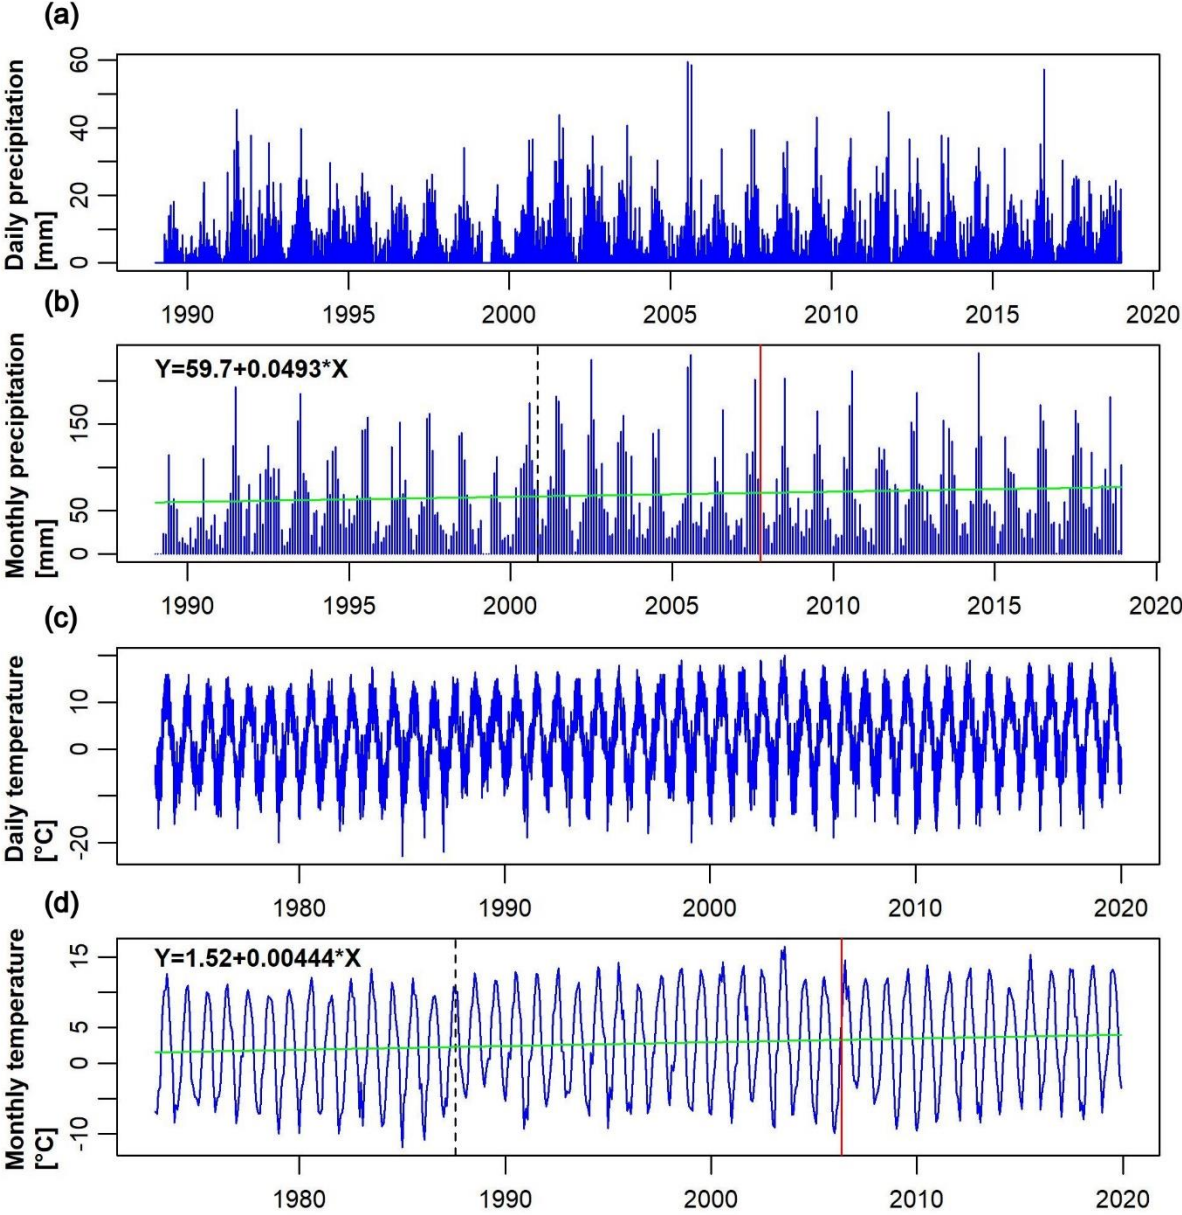 (a)
Daily precipitation
[mm]
60
40
20
0
1990 1995 2000 2005 2010 2015 2020
(b)
Monthly precipitation
[mm]
Y=59.7+0.0493*X
150
50
0
1990 1995 2000 2005 2010 2015 2020
(c)
Daily temperature
[°C]
10
0
-20
1980 1990 2000 2010 2020
(d)
Monthly temperature
[°C]
Y=1.52+0.00444*X
15
5
0
-10
1980 1990 2000 2010 2020